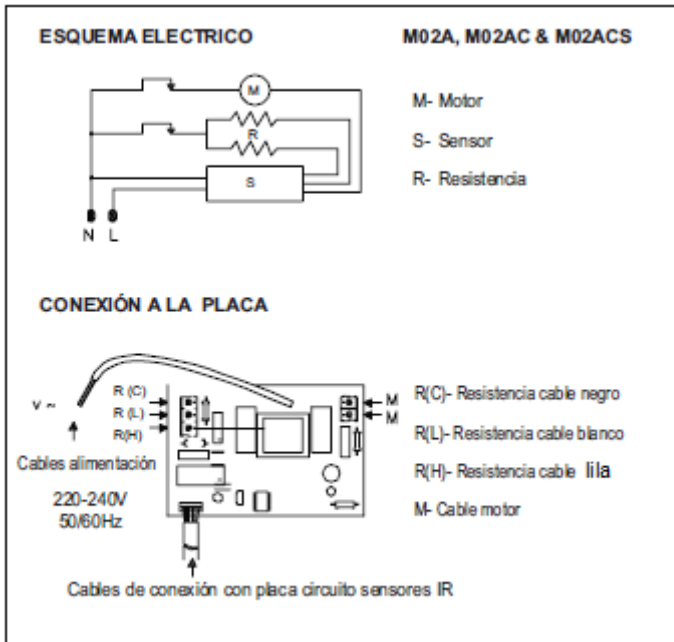 ESQUEMA ELECTRICO
M02A, M02AC & M02ACS
M
R
S
N L
M- Motor
S- Sensor
R- Resistencia
CONEXIÓN A LA PLACA
V ~
R (C)
R (L)
R(H)
M
M
Cables alimentación
220-240V
50/60Hz
R(C)- Resistencia cable negro
R(L)- Resistencia cable blanco
R(H)- Resistencia cable lila
M- Cable motor
Cables de conexión con placa circuito sensores IR